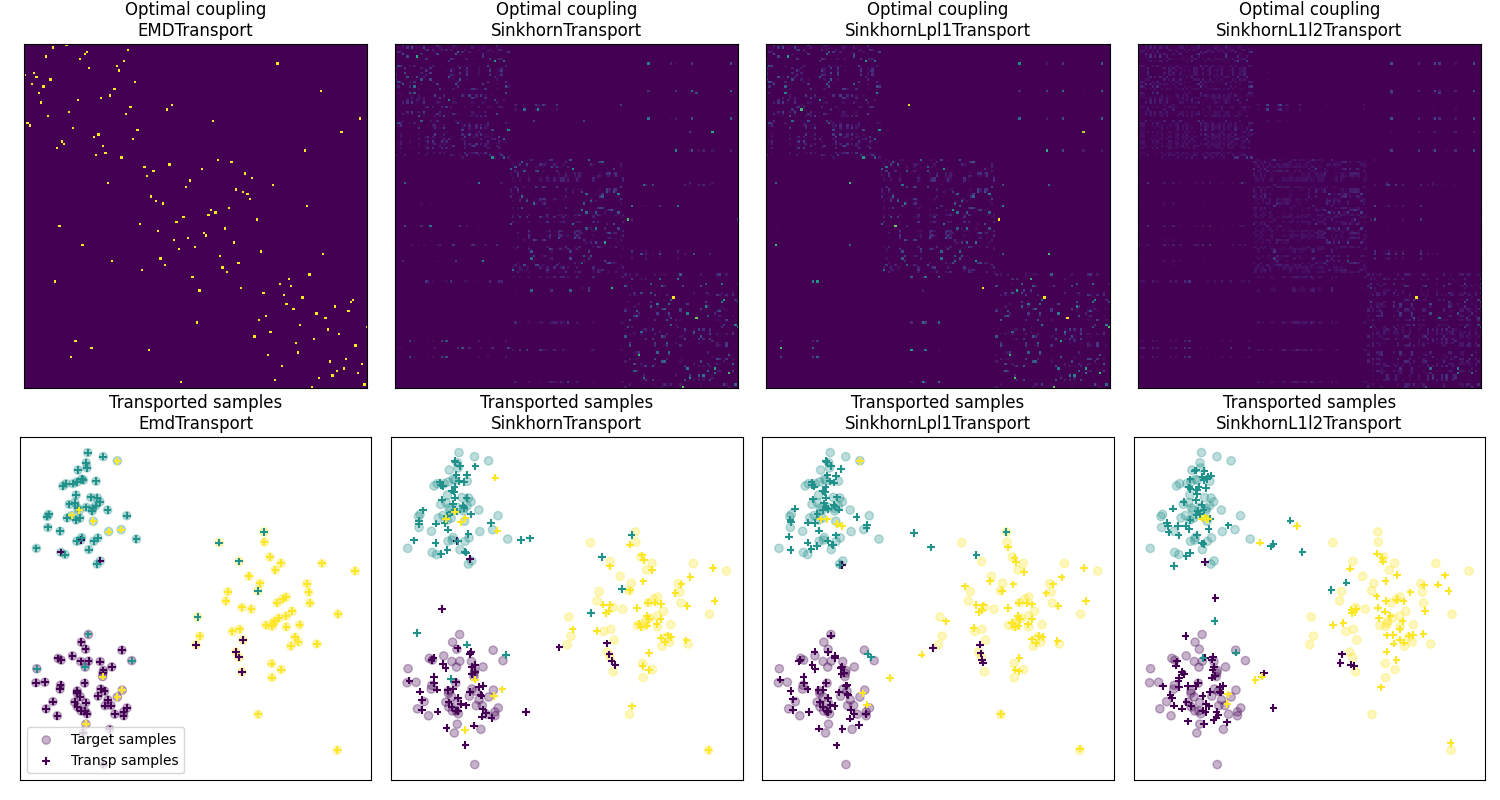 Optimal coupling
EMDTransport
Optimal coupling
SinkhornTransport
Optimal coupling
SinkhornLpl1Transport
Optimal coupling
SinkhornL1l2Transport
Transported samples
EmdTransport
Transported samples
SinkhornTransport
Transported samples
SinkhornLpl1Transport
Transported samples
SinkhornL1l2Transport
Target samples
Transp samples